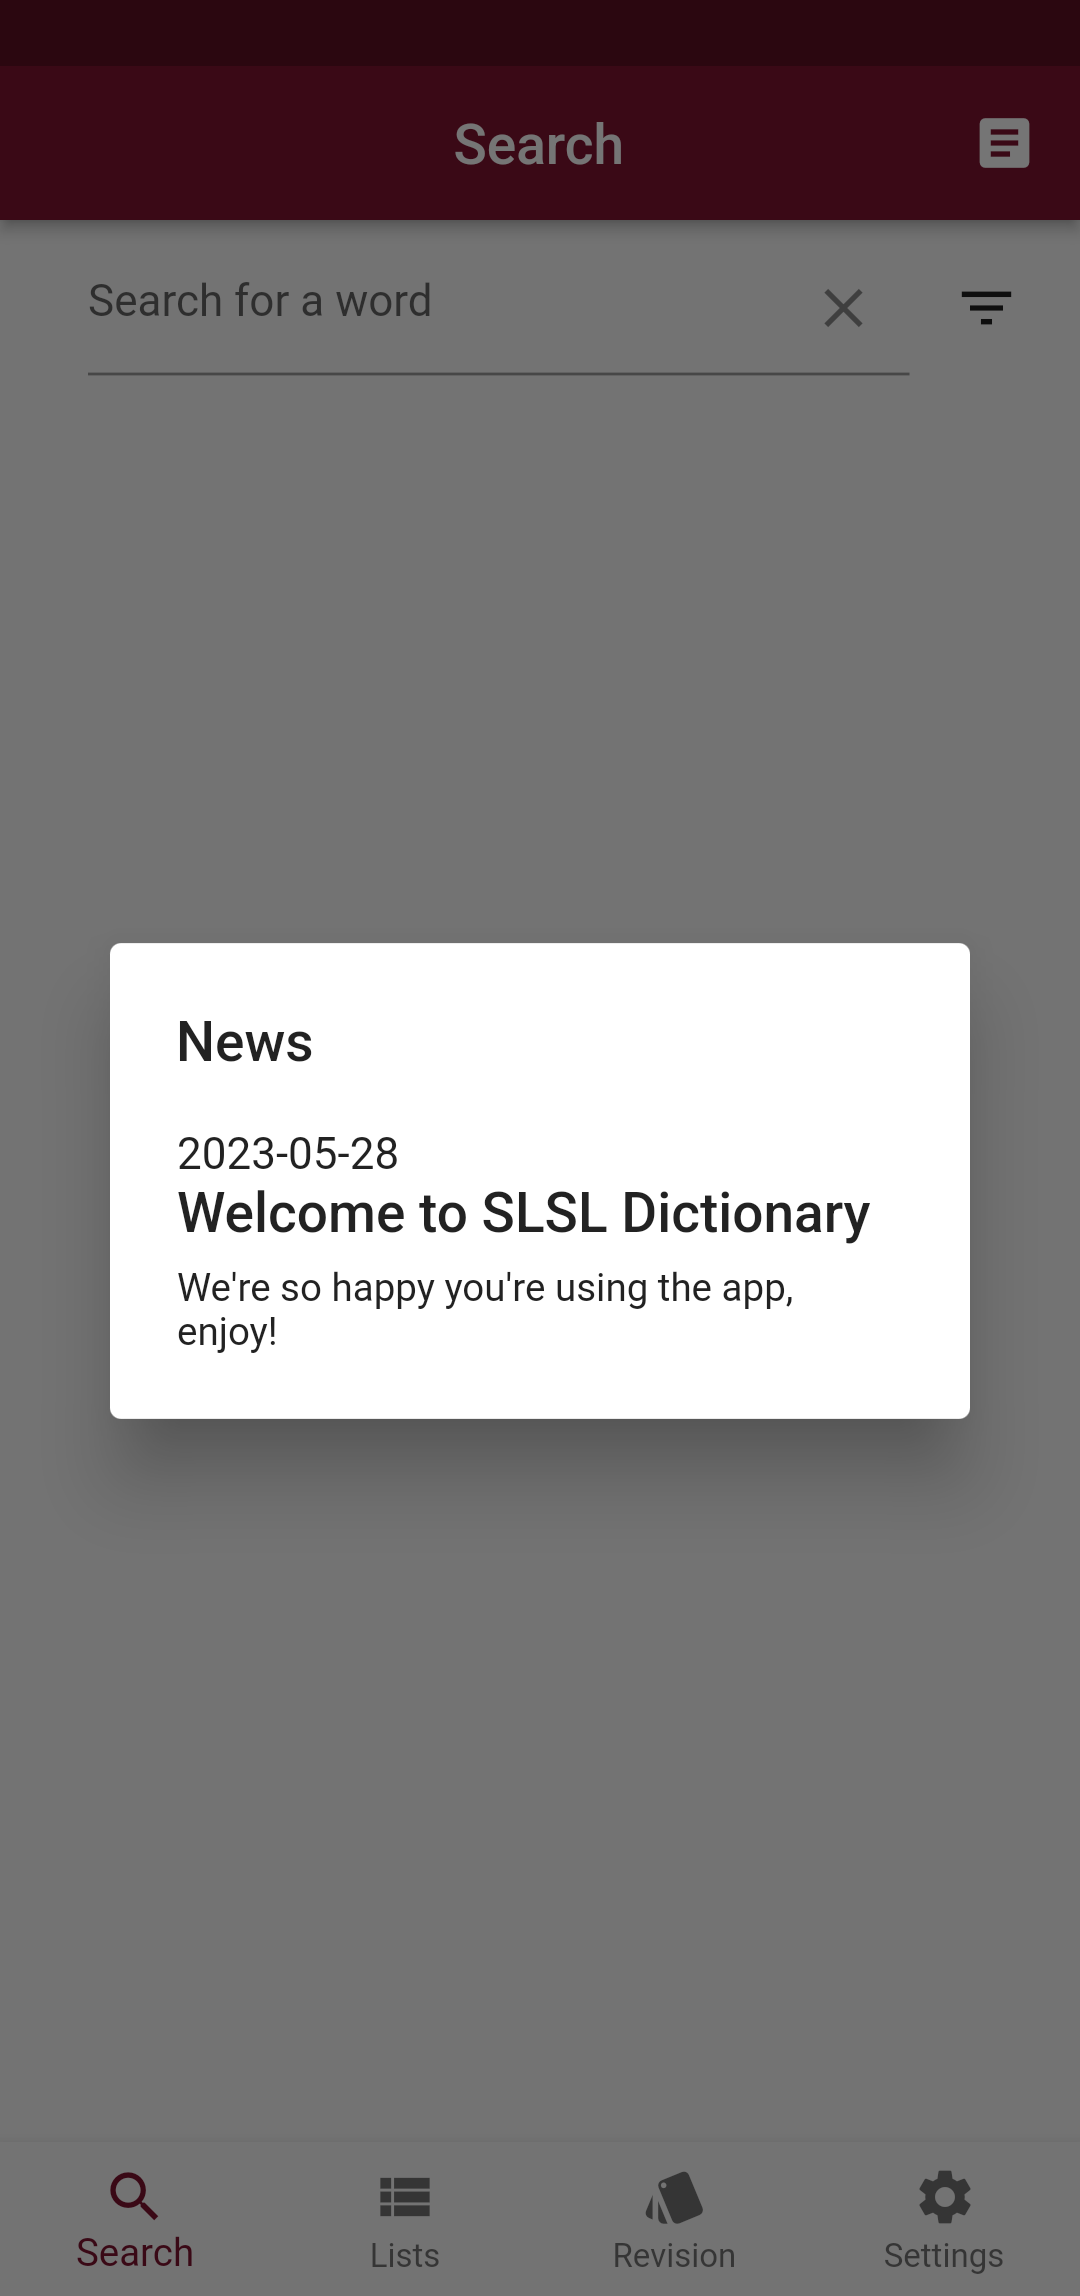 Search
Search for a word
News
2023-05-28
Welcome to SLSL Dictionary
We're so happy you're using the app,
enjoy!
Search
Lists
Revision
Settings